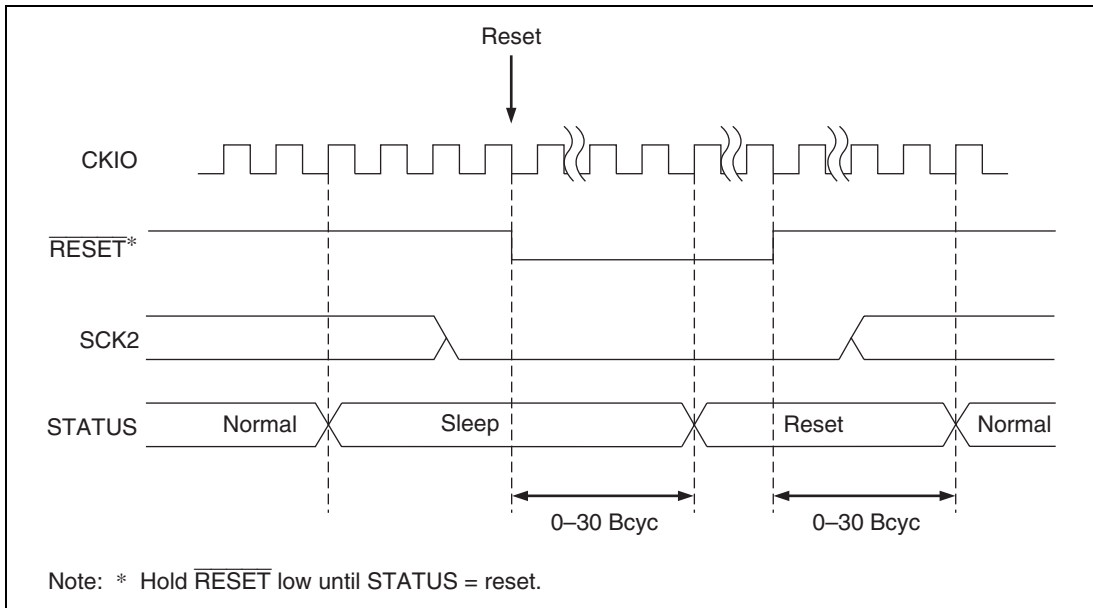 Reset
CKIO
RESET*
SCK2
STATUS
Normal
Sleep
Reset
Normal
0–30 Bcyc
0–30 Bcyc
Note: * Hold RESET low until STATUS = reset.